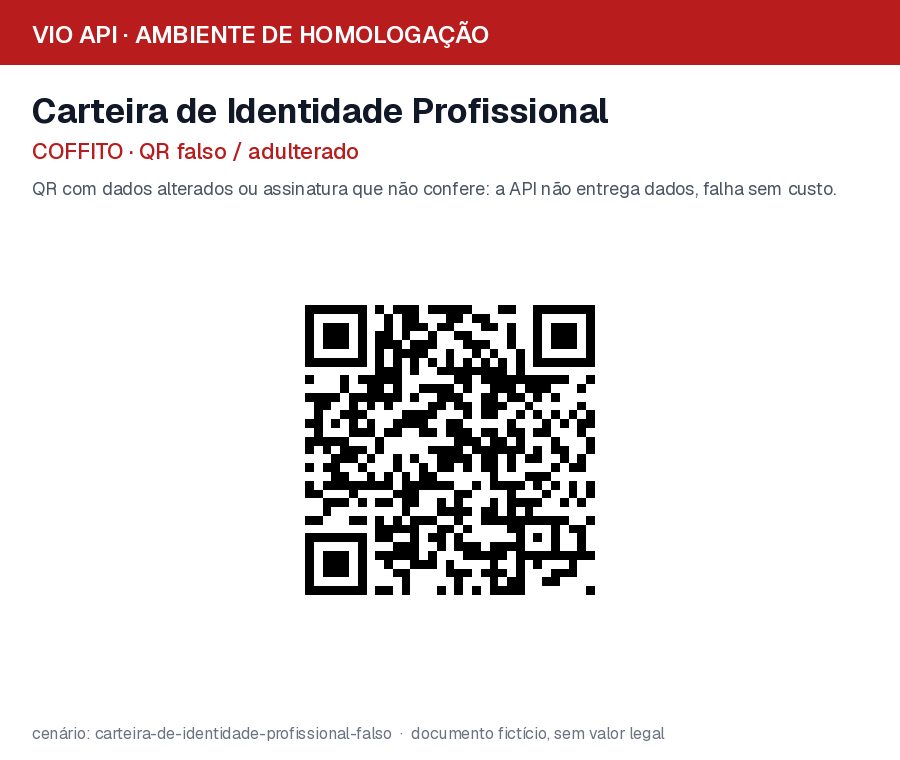 VIO API · AMBIENTE DE HOMOLOGAÇÃO
Carteira de Identidade Profissional
COFFITO · QR falso / adulterado
QR com dados alterados ou assinatura que não confere: a API não entrega dados, falha sem custo.
cenário: carteira-de-identidade-profissional-falso · documento fictício, sem valor legal